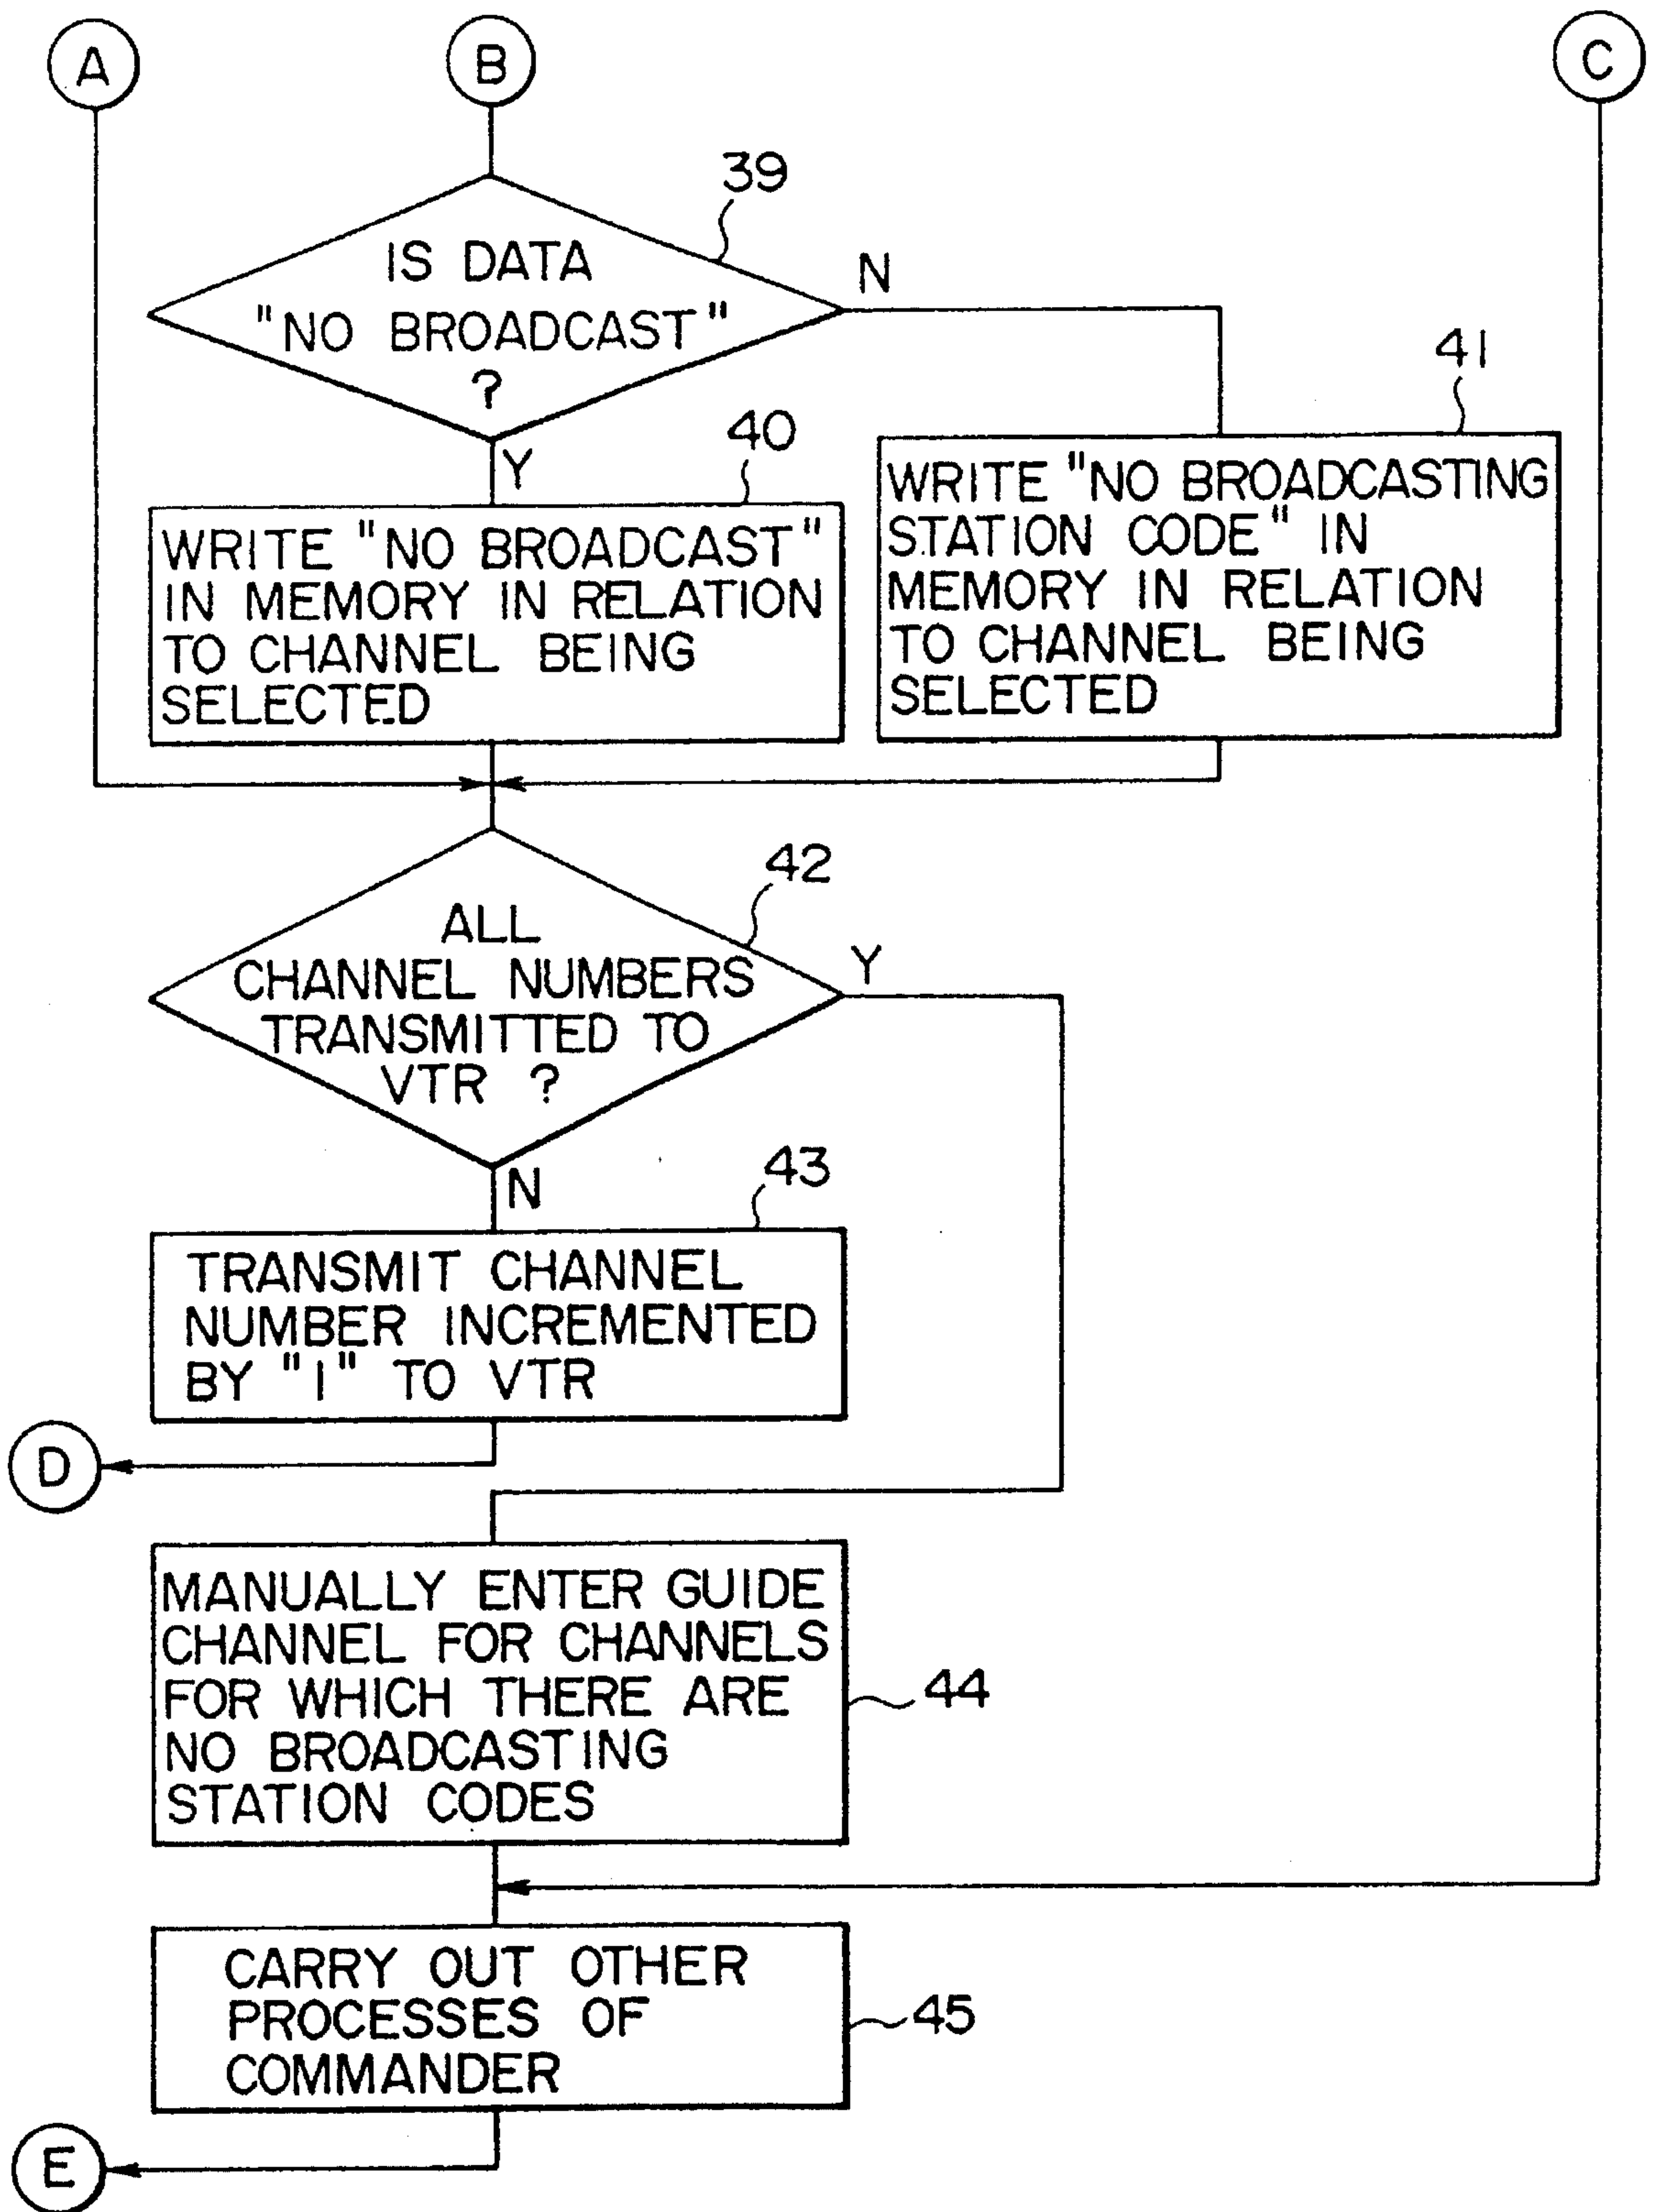 A
B
C
39
IS DATA
"NO BROADCAST"
?
N
Y
40
WRITE "NO BROADCAST"
IN MEMORY IN RELATION
TO CHANNEL BEING
SELECTED
41
WRITE "NO BROADCASTING
STATION CODE" IN
MEMORY IN RELATION
TO CHANNEL BEING
SELECTED
42
ALL
CHANNEL NUMBERS
TRANSMITTED TO
VTR ?
Y
N
43
TRANSMIT CHANNEL
NUMBER INCREMENTED
BY "1" TO VTR
D
MANUALLY ENTER GUIDE
CHANNEL FOR CHANNELS
FOR WHICH THERE ARE
NO BROADCASTING
STATION CODES
44
CARRY OUT OTHER
PROCESSES OF
COMMANDER
45
E